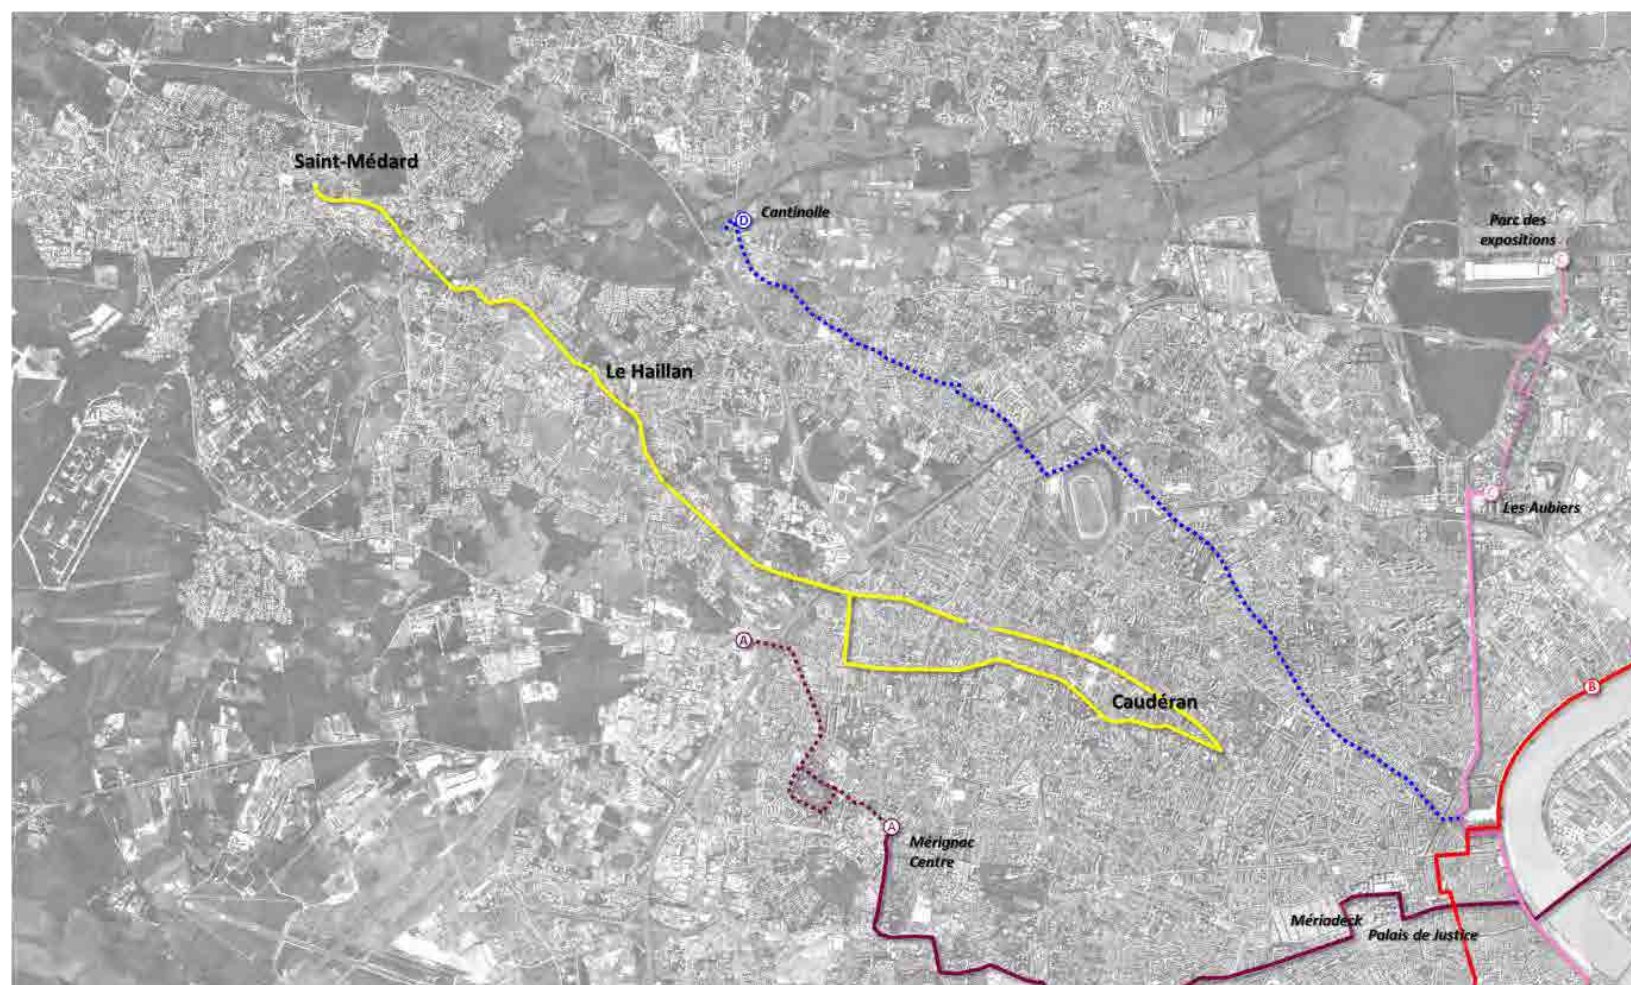 Saint-Médard
D
Cantinolle
Parc des
expositions
C
Le Haillan
C
Les Aubiers
A
B
Caudéran
A
Mérignac
Centre
Mériadeck
Palais de Justice